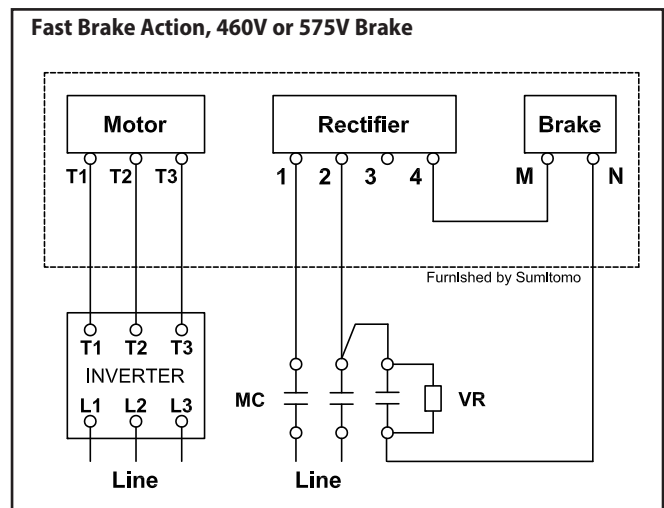 Fast Brake Action, 460V or 575V Brake
Motor Rectifier Brake
T1 T2 T3 1 2 3 4 M N
Furnished by Sumitomo
T1 T2 T3
INVERTER
MC VR
L1 L2 L3
Line Line